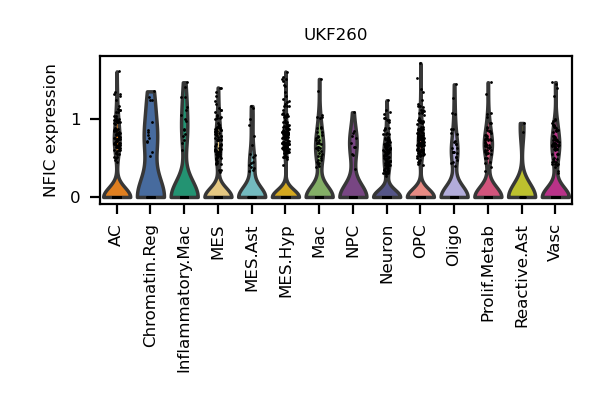 UKF260
NFIC expression
1
0
AC
Chromatin.Reg
Inflammatory.Mac
MES
MES.Ast
MES.Hyp
Mac
NPC
Neuron
OPC
Oligo
Prolif.Metab
Reactive.Ast
Vasc